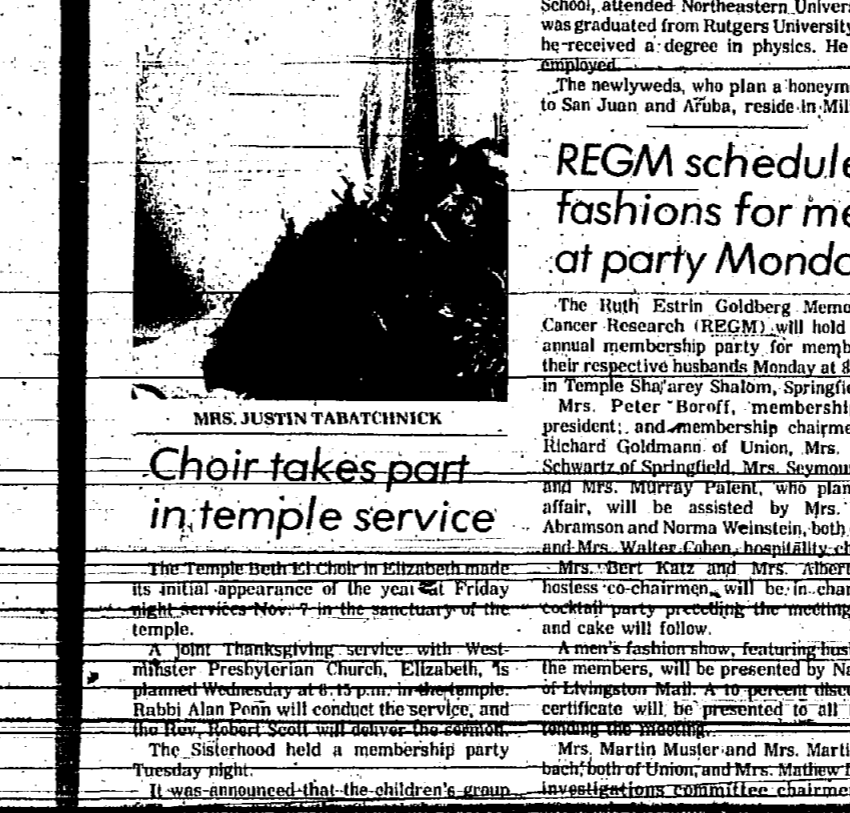 MRS. JUSTIN TABATCHNICK
Choir takes part
in temple service
The Temple Beth El Choir in Elizabeth made
its initial appearance of the year at Friday
night services Nov. 7 in the sanctuary of the
temple.
A joint Thanksgiving service with West-
minster Presbyterian Church, Elizabeth, is
planned Wednesday at 8:15 p.m. in the temple.
Rabbi Alan Ponn will conduct the service, and
the Rev. Robert Scott will deliver the sermon.
The Sisterhood held a membership party
Tuesday night.
It was announced that the children's group
School, attended Northeastern Univers
was graduated from Rutgers University
he received a degree in physics. He
employed
The newlyweds, who plan a honeym
to San Juan and Aruba, reside in Mil
REGM schedule
fashions for me
at party Monda
The Ruth Estrin Goldberg Memo
Cancer Research (REGM) will hold
annual membership party for memb
their respective husbands Monday at 8
in Temple Sha'arey Shalom, Springfie
Mrs. Peter Boroff, membershi
president; and membership chairme
Richard Goldmann of Union, Mrs.
Schwartz of Springfield, Mrs. Seymou
and Mrs. Murray Palent, who plan
affair, will be assisted by Mrs.
Abramson and Norma Weinstein, both
and Mrs. Walter Cohen, hospitality ch
Mrs. Bert Katz and Mrs. Albert
hostess co-chairmen, will be in char
cocktail party preceding the meeting
and cake will follow.
A men's fashion show, featuring hus
the members, will be presented by Na
of Livingston Mall. A 10 percent disc
certificate will be presented to all
tending the meeting.
Mrs. Martin Muster and Mrs. Marti
bach, both of Union, and Mrs. Mathew
investigations committee chairme